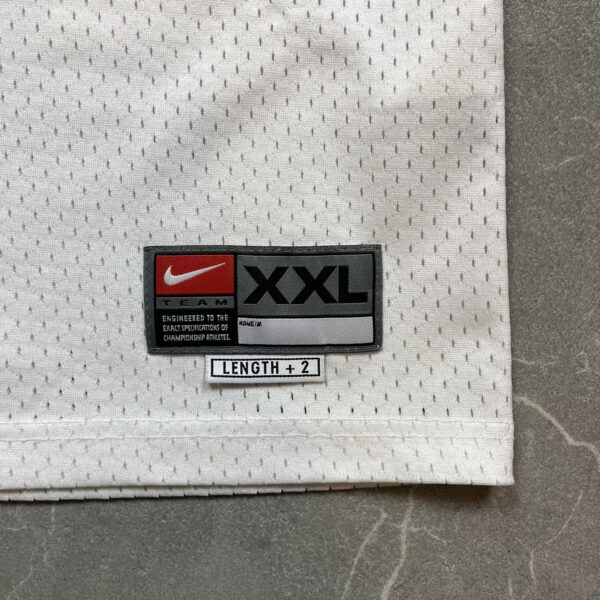 TEAM
XXL
ENGINEERED TO THE
EXACT SPECIFICATIONS OF
CHAMPIONSHIP ATHLETES.
LENGTH + 2